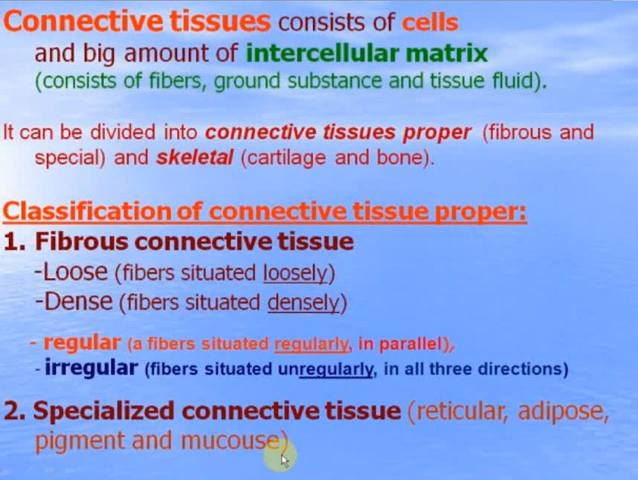 Connective tissues consists of cells
and big amount of intercellular matrix
(consists of fibers, ground substance and tissue fluid).
It can be divided into connective tissues proper (fibrous and
special) and skeletal (cartilage and bone).
Classification of connective tissue proper:
1. Fibrous connective tissue
-Loose (fibers situated loosely)
-Dense (fibers situated densely)
- regular (a fibers situated regularly, in parallel),
- irregular (fibers situated unregularly, in all three directions)
2. Specialized connective tissue (reticular, adipose,
pigment and mucouse)